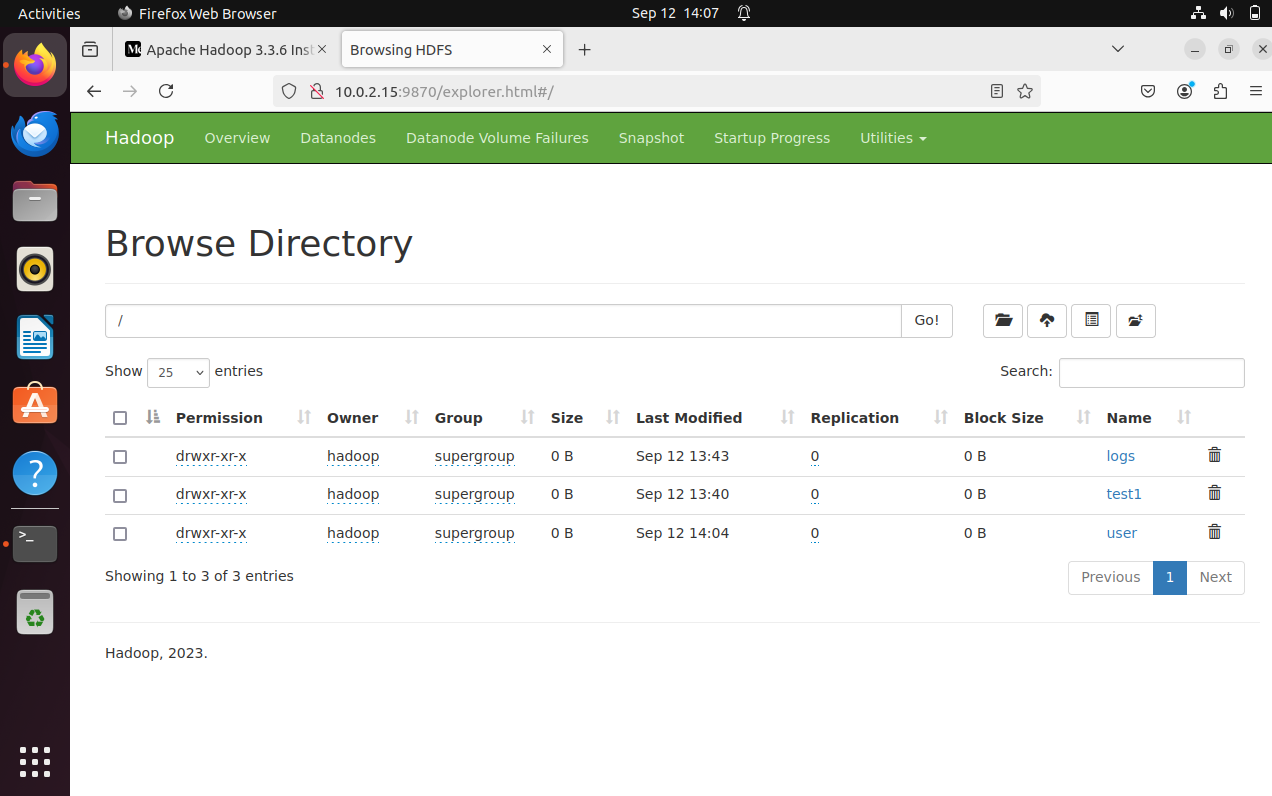 Activities Firefox Web Browser Sep 12 14:07
Apache Hadoop 3.3.6 Inst Browsing HDFS
10.0.2.15:9870/explorer.html#/
Hadoop Overview Datanodes Datanode Volume Failures Snapshot Startup Progress Utilities
Browse Directory
/ Go!
Show 25 entries Search:
Permission Owner Group Size Last Modified Replication Block Size Name
drwxr-xr-x hadoop supergroup 0 B Sep 12 13:43 0 0 B logs
drwxr-xr-x hadoop supergroup 0 B Sep 12 13:40 0 0 B test1
drwxr-xr-x hadoop supergroup 0 B Sep 12 14:04 0 0 B user
Showing 1 to 3 of 3 entries Previous 1 Next
Hadoop, 2023.